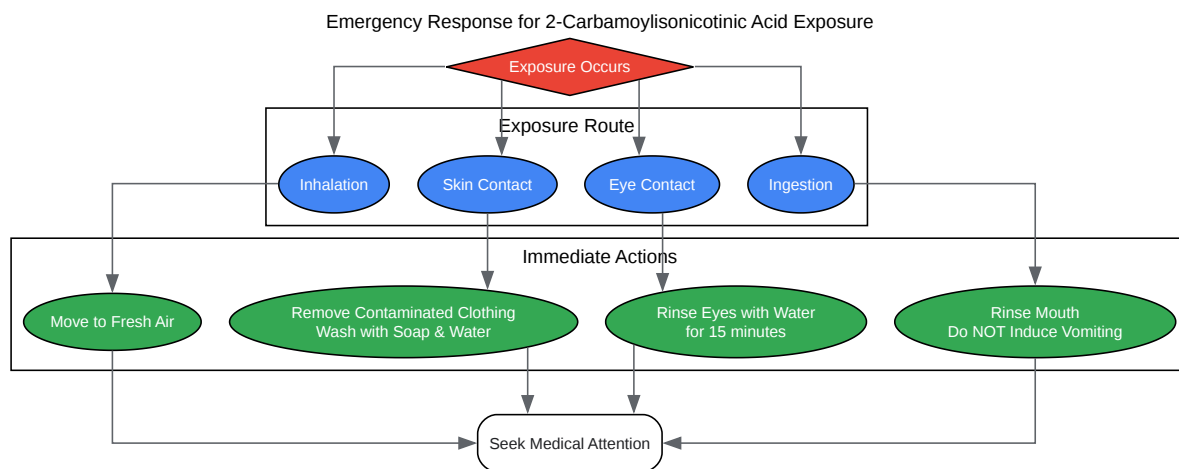 Emergency Response for 2-Carbamoylisonicotinic Acid Exposure
Exposure Occurs
Exposure Route
Inhalation
Skin Contact
Eye Contact
Ingestion
Immediate Actions
Move to Fresh Air
Remove Contaminated Clothing
Wash with Soap & Water
Rinse Eyes with Water
for 15 minutes
Rinse Mouth
Do NOT Induce Vomiting
Seek Medical Attention